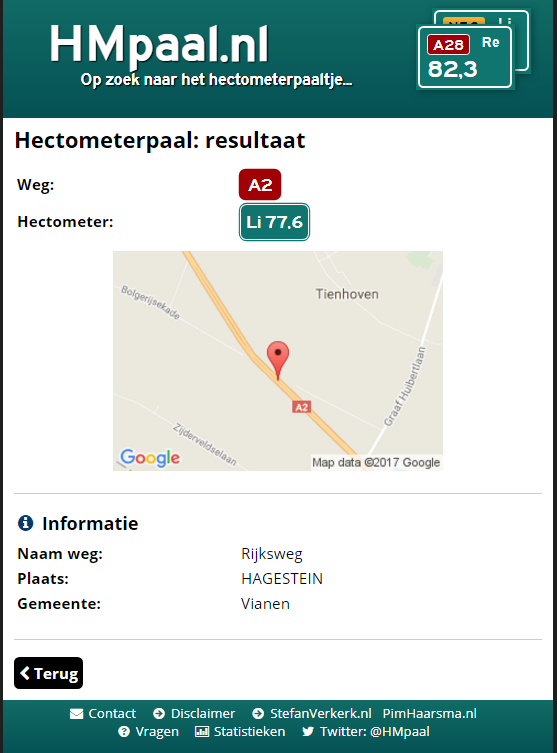 HMpaal.nl
Op zoek naar het hectometerpaaltje...
Li
A28 Re
82,3
Hectometerpaal: resultaat
Weg: A2
Hectometer: Li 77,6
Tienhoven
Bolgerijsekade
A2
Graaf Huibertlaan
Zijderveldselaan
Google
Map data ©2017 Google
Informatie
Naam weg: Rijksweg
Plaats: HAGESTEIN
Gemeente: Vianen
Terug
Contact Disclaimer StefanVerkerk.nl PimHaarsma.nl
Vragen Statistieken Twitter: @HMpaal